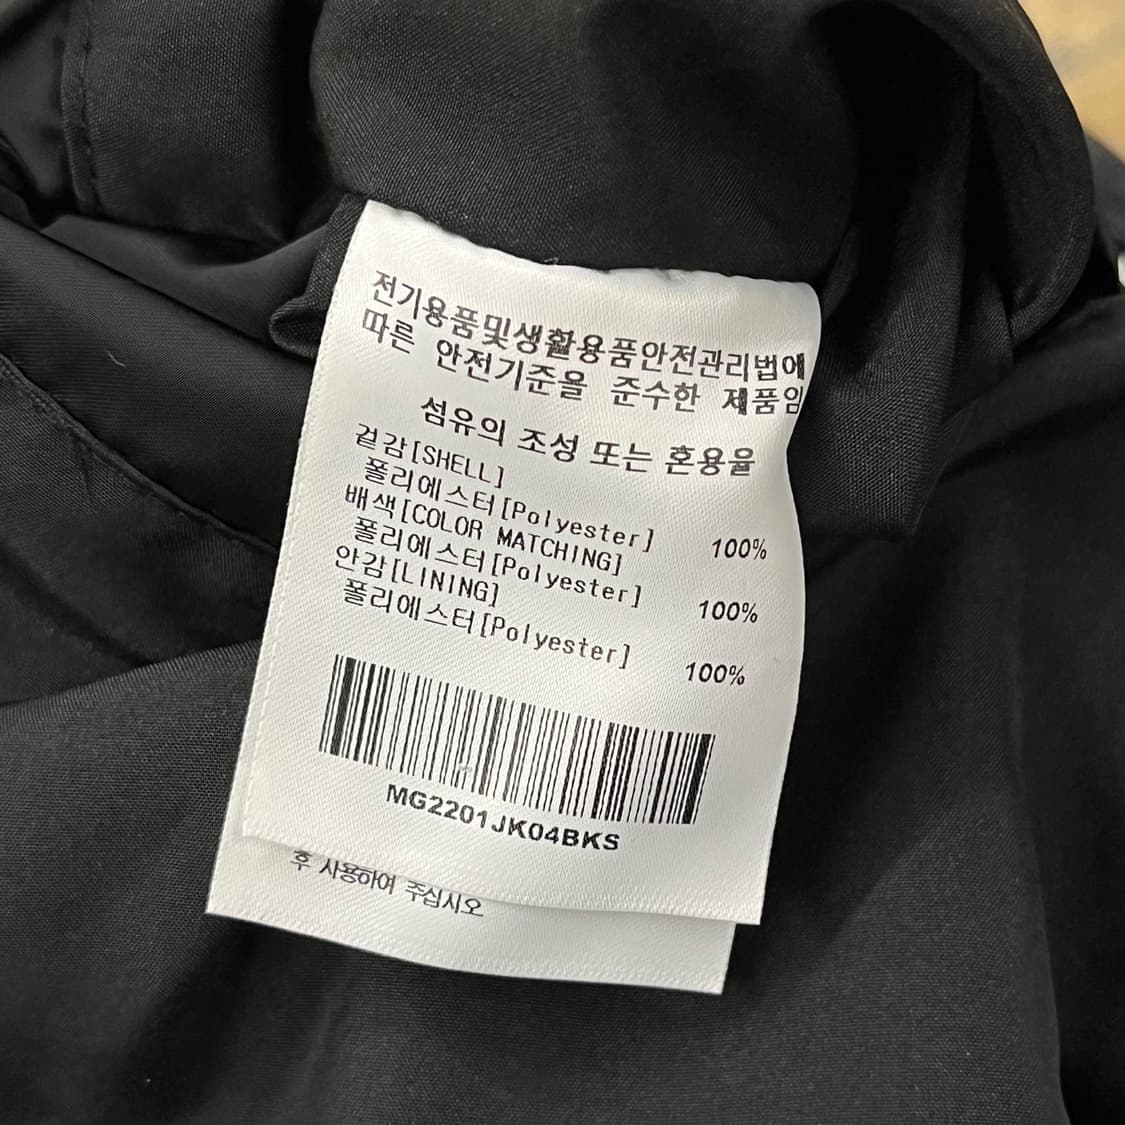 전기용품및생활용품안전관리법에
따른 안전기준을 준수한 제품임
섬유의 조성 또는 혼용율
겉감[SHELL]
폴리에스터[Polyester] 100%
배색[COLOR MATCHING]
폴리에스터[Polyester] 100%
안감[LINING]
폴리에스터[Polyester] 100%
MG2201JK04BKS
후 사용하여 주십시오